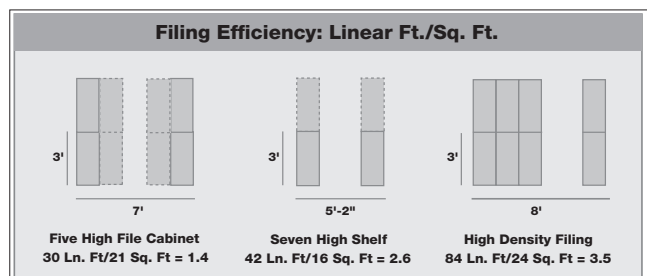 Filing Efficiency: Linear Ft./Sq. Ft.
3'
3'
3'
7'
5'-2"
8'
Five High File Cabinet
30 Ln. Ft/21 Sq. Ft = 1.4
Seven High Shelf
42 Ln. Ft/16 Sq. Ft = 2.6
High Density Filing
84 Ln. Ft/24 Sq. Ft = 3.5